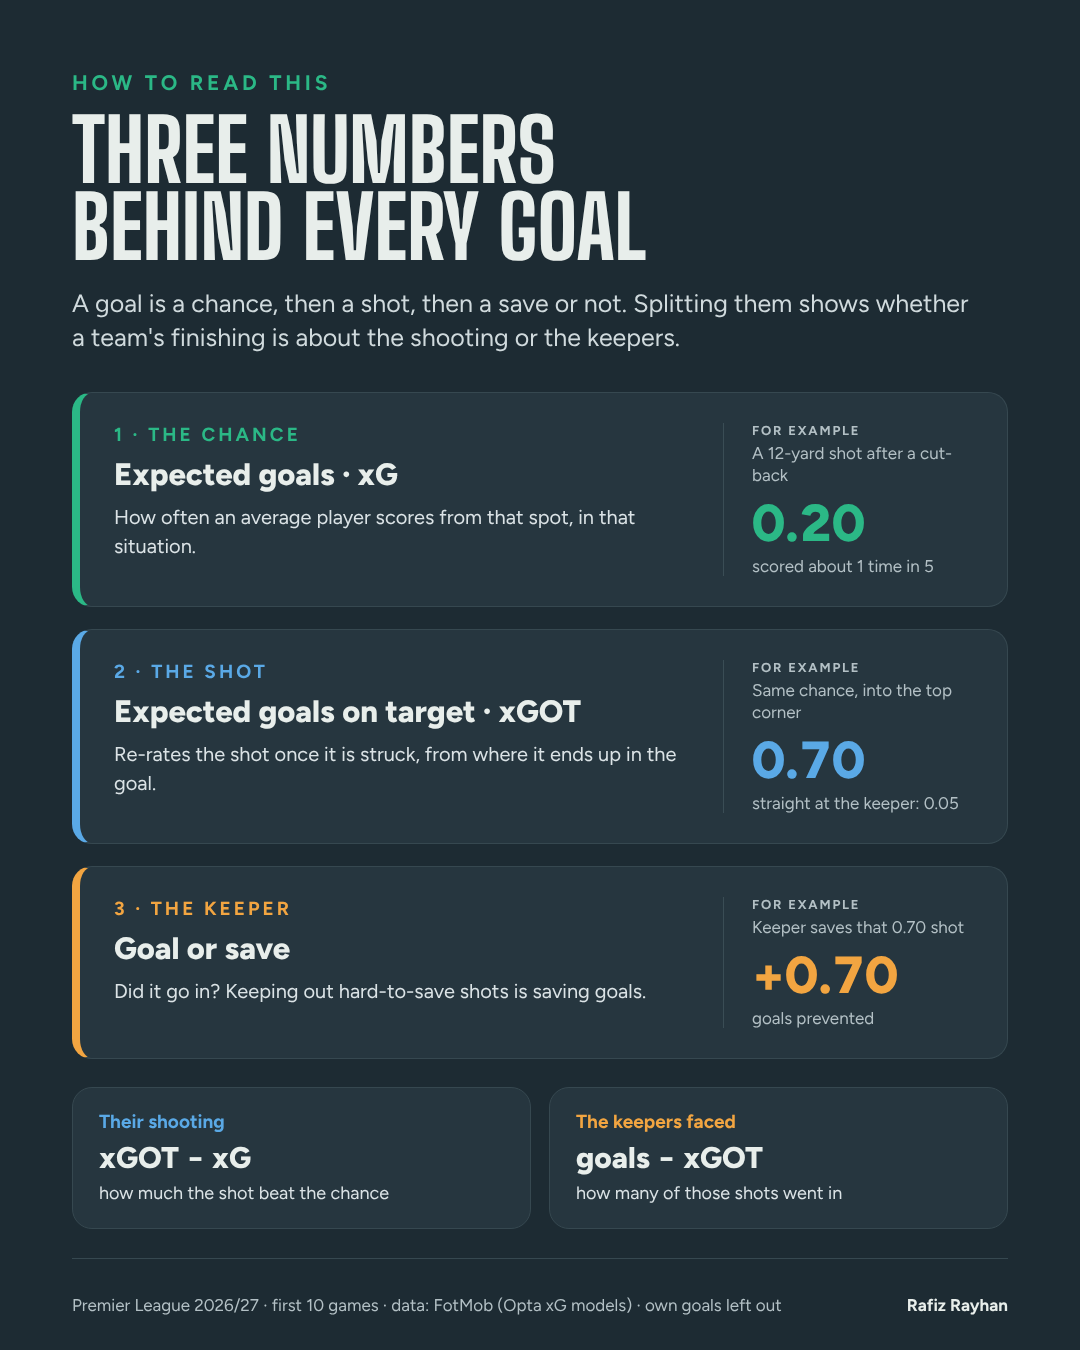 HOW TO READ THIS
THREE NUMBERS
BEHIND EVERY GOAL
A goal is a chance, then a shot, then a save or not. Splitting them shows whether
a team's finishing is about the shooting or the keepers.
1 · THE CHANCE
Expected goals · xG
How often an average player scores from that spot, in that
situation.
FOR EXAMPLE
A 12-yard shot after a cut-
back
0.20
scored about 1 time in 5
2 · THE SHOT
Expected goals on target · xGOT
Re-rates the shot once it is struck, from where it ends up in the
goal.
FOR EXAMPLE
Same chance, into the top
corner
0.70
straight at the keeper: 0.05
3 · THE KEEPER
Goal or save
Did it go in? Keeping out hard-to-save shots is saving goals.
FOR EXAMPLE
Keeper saves that 0.70 shot
+0.70
goals prevented
Their shooting
xGOT − xG
how much the shot beat the chance
The keepers faced
goals − xGOT
how many of those shots went in
Premier League 2026/27 · first 10 games · data: FotMob (Opta xG models) · own goals left out
Rafiz Rayhan